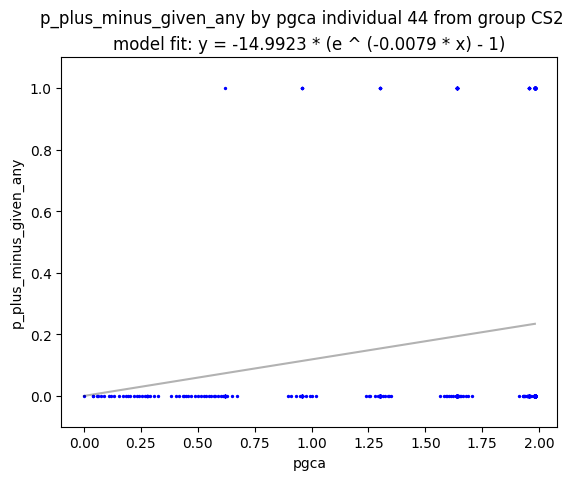 p_plus_minus_given_any by pgca individual 44 from group CS2
model fit: y = -14.9923 * (e ^ (-0.0079 * x) - 1)
1.0
0.8
0.6
0.4
0.2
0.0
p_plus_minus_given_any
0.00 0.25 0.50 0.75 1.00 1.25 1.50 1.75 2.00
pgca